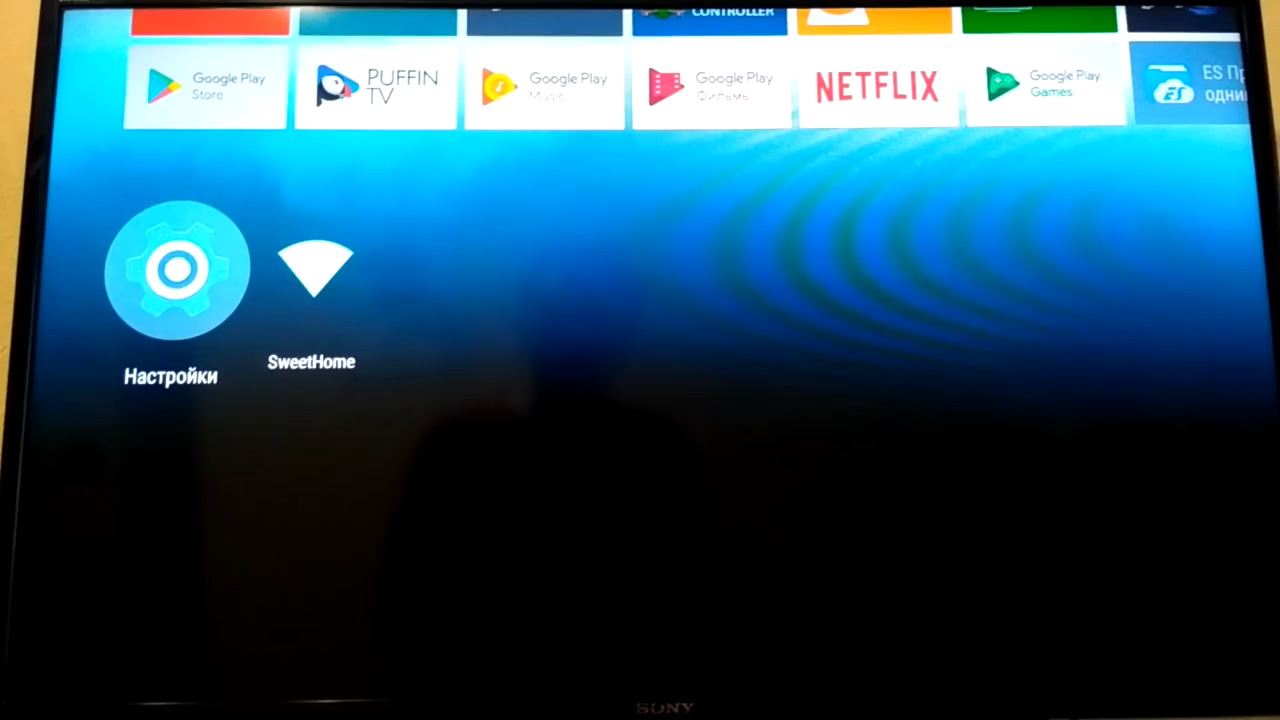 CONTROLLER
Google Play
Store
PUFFIN
TV
Google Play
Music
Google Play
Фильмы
NETFLIX
Google Play
Games
ES Пр
одни
ES
Настройки
SweetHome
SONY